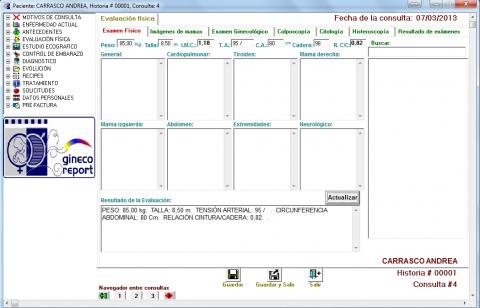 Paciente: CARRASCO ANDREA, Historia # 00001, Consulta: 4
MOTIVOS DE CONSULTA
ENFERMEDAD ACTUAL
ANTECEDENTES
EVALUACIÓN FÍSICA
ESTUDIO ECOGRAFICO
CONTROL DE EMBARAZO
DIAGNOSTICO
EVOLUCIÓN
RECIPES
TRATAMIENTO
SOLICITUDES
DATOS PERSONALES
PRE-FACTURA
gineco
report
Evaluación física
Fecha de la consulta: 07/03/2013
Examen Físico Imágenes de mamas Examen Ginecológico Colposcopia Citología Histeroscopia Resultado de exámenes
Peso: 85,00 Kg. Talla: 8,50 m. I.M.C.: 1,18 T. A.: 95 / C.A.: 80 Cadera: 98 R. C/C: 0,82 Buscar:
General: Cardiopulmonar: Tiroides: Mama derecha:
Mama izquierda: Abdomen: Extremidades: Neurológico:
Actualizar
Resultado de la Evaluación:
PESO: 85,00 kg. TALLA: 8,50 m. TENSIÓN ARTERIAL: 95 / . CIRCUNFERENCIA
ABDOMINAL: 80 Cm. RELACIÓN CINTURA/CADERA: 0,82. .
CARRASCO ANDREA
Historia # 00001
Consulta #4
Guardar Guardar y Salir Salir
Navegador entre consultas
1 2 3